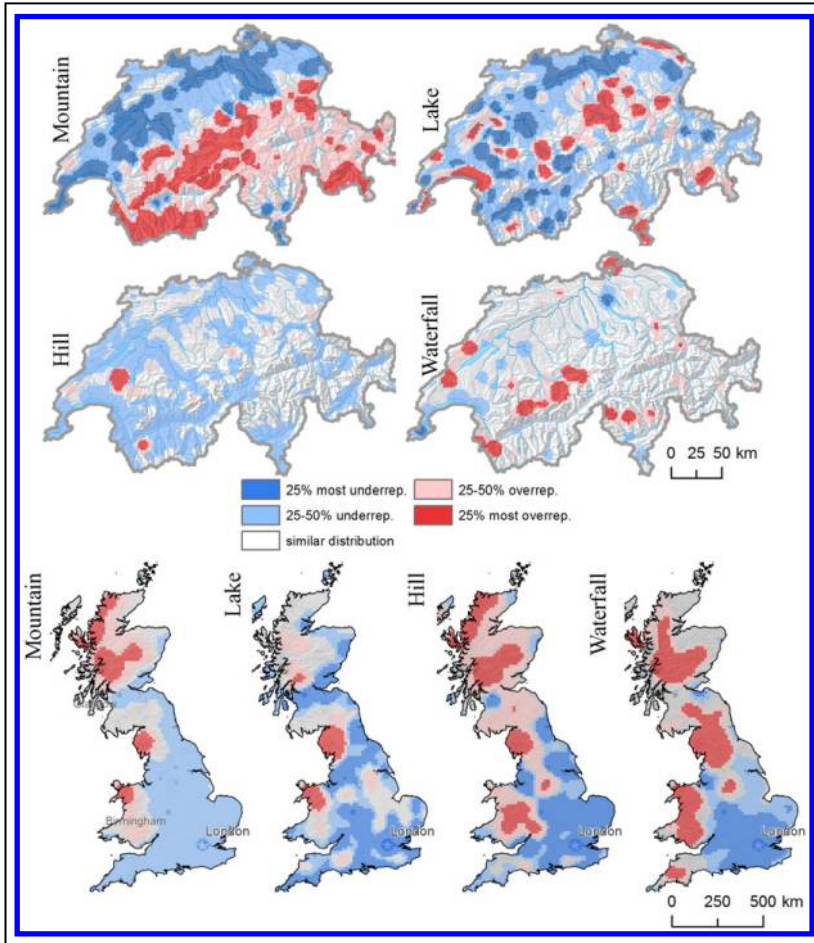 Mountain
Lake
Hill
Waterfall
0 25 50 km
25% most underrep.
25-50% overrep.
25-50% underrep.
25% most overrep.
similar distribution
Mountain
Lake
Hill
Waterfall
Birmingham
London
London
London
London
0 250 500 km